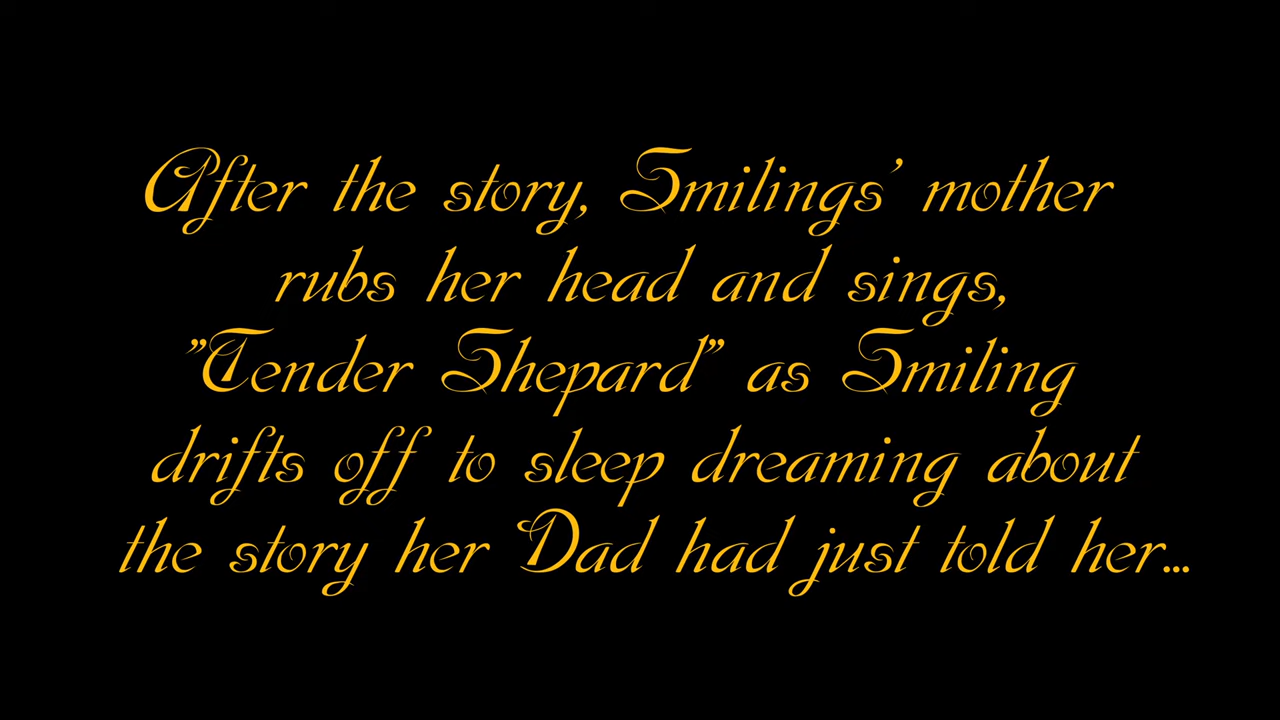 After the story, Smilings' mother
rubs her head and sings,
"Tender Shepard" as Smiling
drifts off to sleep dreaming about
the story her Dad had just told her...